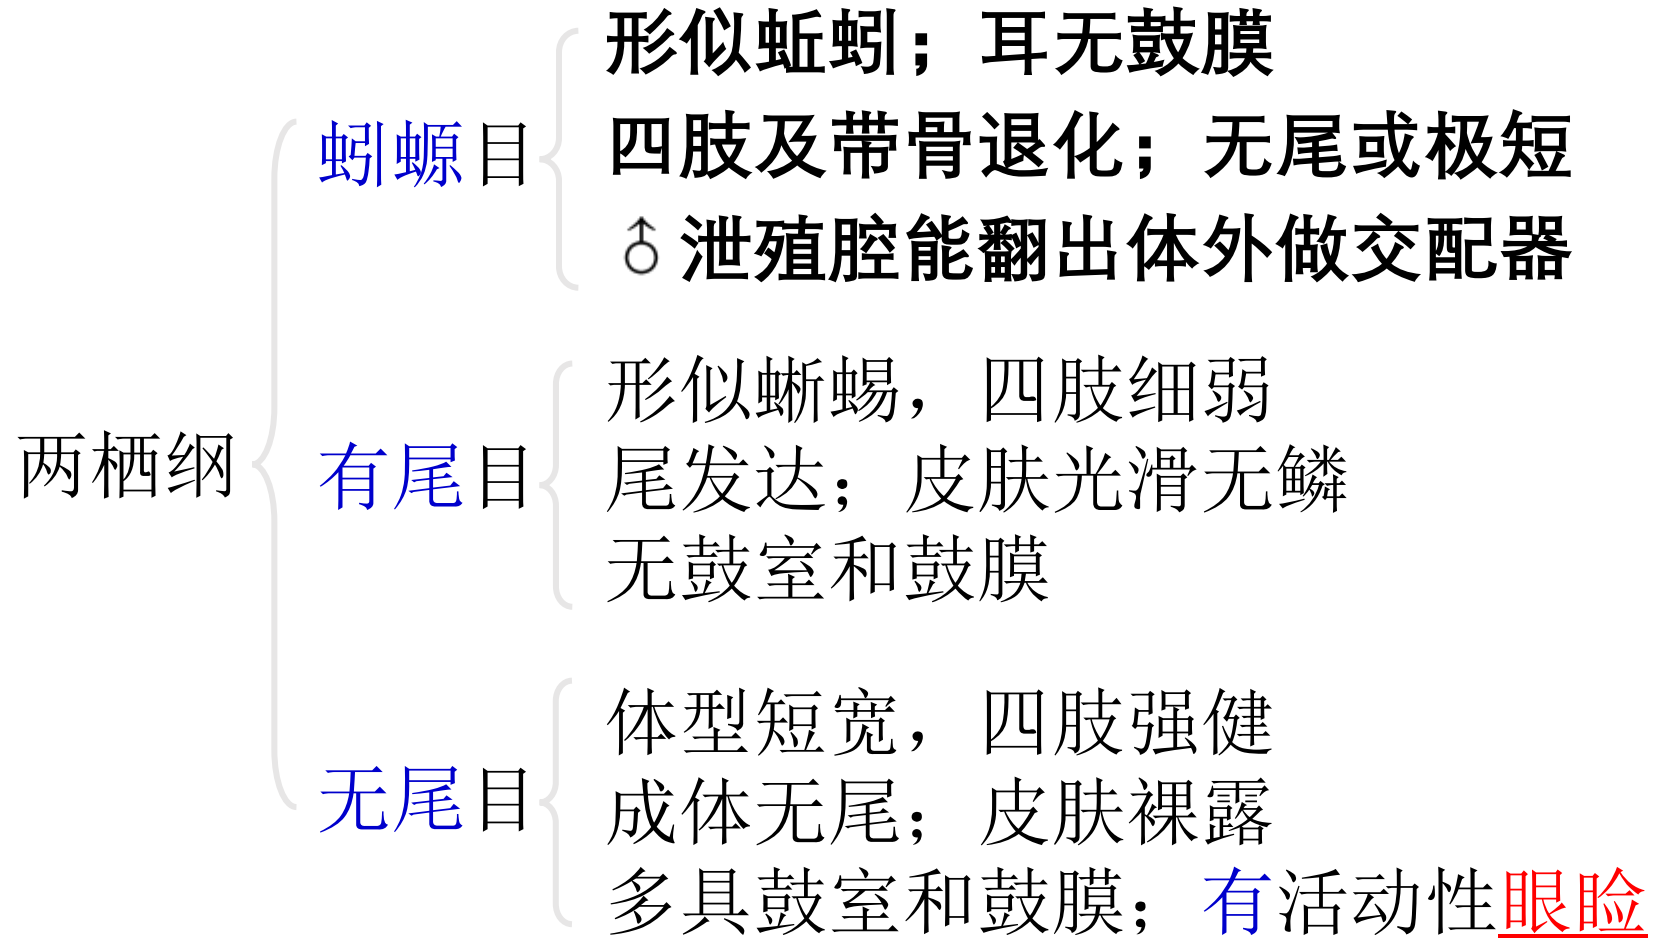 两栖纲
蚓螈目
形似蚯蚓；耳无鼓膜
四肢及带骨退化；无尾或极短
♂泄殖腔能翻出体外做交配器
有尾目
形似蜥蜴，四肢细弱
尾发达；皮肤光滑无鳞
无鼓室和鼓膜
无尾目
体型短宽，四肢强健
成体无尾；皮肤裸露
多具鼓室和鼓膜；有活动性眼睑